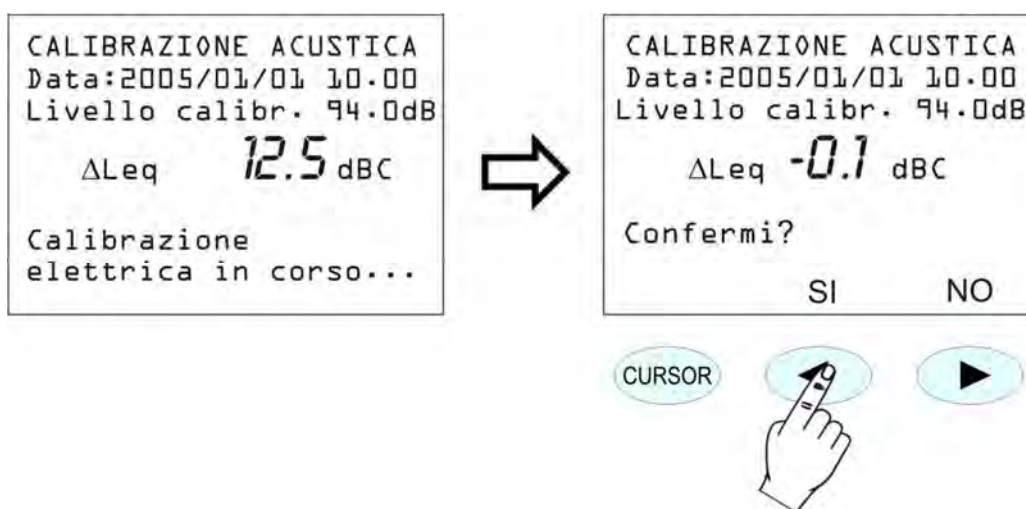 CALIBRAZIONE ACUSTICA
Data:2005/01/01 10.00
Livello calibr. 94.0dB
ΔLeq 12.5 dBC
Calibrazione
elettrica in corso...
CALIBRAZIONE ACUSTICA
Data:2005/01/01 10.00
Livello calibr. 94.0dB
ΔLeq -0.1 dBC
Confermi?
SI NO
CURSOR